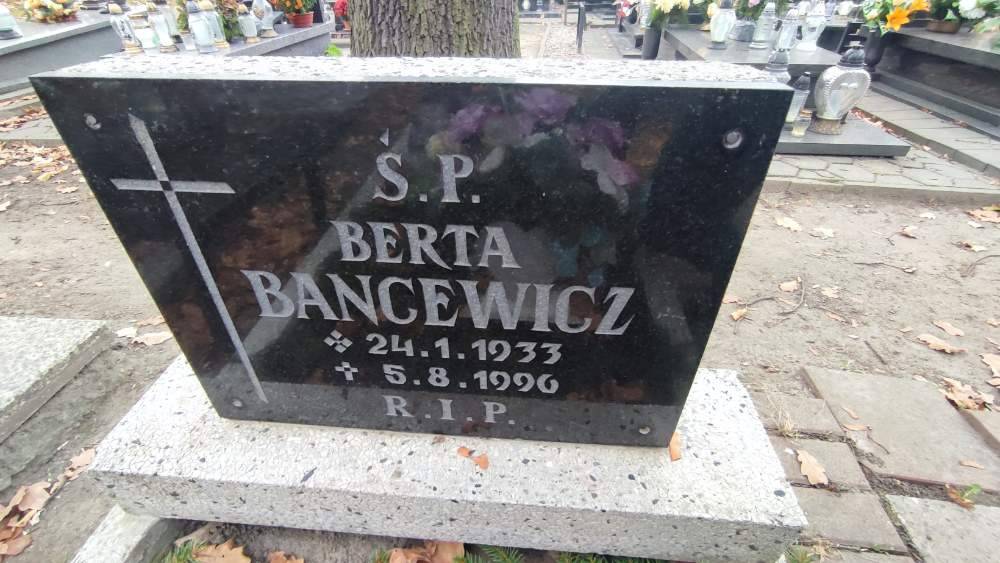 Ś.P.
BERTA
BANCEWICZ
24.1.1933
5.8.1996
R.I.P.